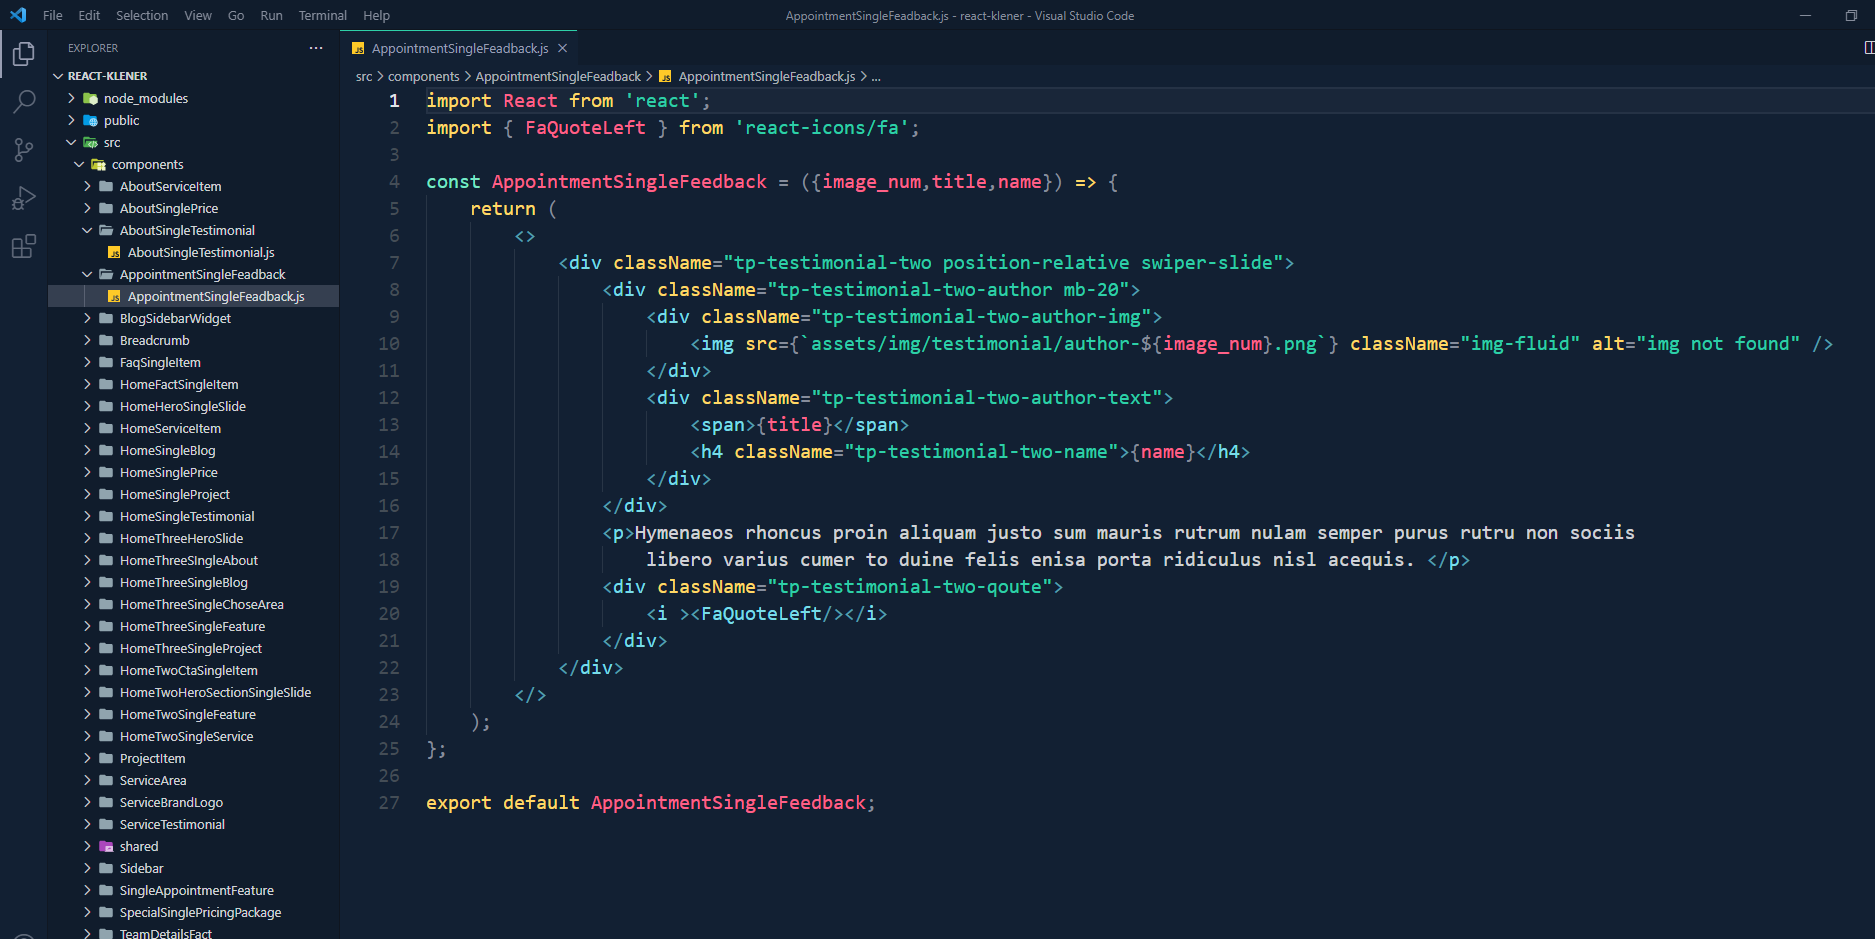 File Edit Selection View Go Run Terminal Help
AppointmentSingleFeadback.js - react-klener - Visual Studio Code
EXPLORER
REACT-KLENER
node_modules
public
src
components
AboutServiceItem
AboutSinglePrice
AboutSingleTestimonial
JS AboutSingleTestimonial.js
AppointmentSingleFeadback
JS AppointmentSingleFeadback.js
BlogSidebarWidget
Breadcrumb
FaqSingleItem
HomeFactSingleItem
HomeHeroSingleSlide
HomeServiceItem
HomeSingleBlog
HomeSinglePrice
HomeSingleProject
HomeSingleTestimonial
HomeThreeHeroSlide
HomeThreeSIngleAbout
HomeThreeSingleBlog
HomeThreeSingleChoseArea
HomeThreeSingleFeature
HomeThreeSingleProject
HomeTwoCtaSingleItem
HomeTwoHeroSectionSingleSlide
HomeTwoSingleFeature
HomeTwoSingleService
ProjectItem
ServiceArea
ServiceBrandLogo
ServiceTestimonial
shared
Sidebar
SingleAppointmentFeature
SpecialSinglePricingPackage
TeamDetailsFact
JS AppointmentSingleFeadback.js
src > components > AppointmentSingleFeadback > JS AppointmentSingleFeadback.js > ...
1 import React from 'react';
2 import { FaQuoteLeft } from 'react-icons/fa';
3
4 const AppointmentSingleFeedback = ({image_num,title,name}) => {
5 return (
6 <>
7 <div className="tp-testimonial-two position-relative swiper-slide">
8 <div className="tp-testimonial-two-author mb-20">
9 <div className="tp-testimonial-two-author-img">
10 <img src={`assets/img/testimonial/author-${image_num}.png`} className="img-fluid" alt="img not found" />
11 </div>
12 <div className="tp-testimonial-two-author-text">
13 <span>{title}</span>
14 <h4 className="tp-testimonial-two-name">{name}</h4>
15 </div>
16 </div>
17 <p>Hymenaeos rhoncus proin aliquam justo sum mauris rutrum nulam semper purus rutru non sociis
18 libero varius cumer to duine felis enisa porta ridiculus nisl acequis. </p>
19 <div className="tp-testimonial-two-qoute">
20 <i ><FaQuoteLeft/></i>
21 </div>
22 </div>
23 </>
24 );
25 };
26
27 export default AppointmentSingleFeedback;